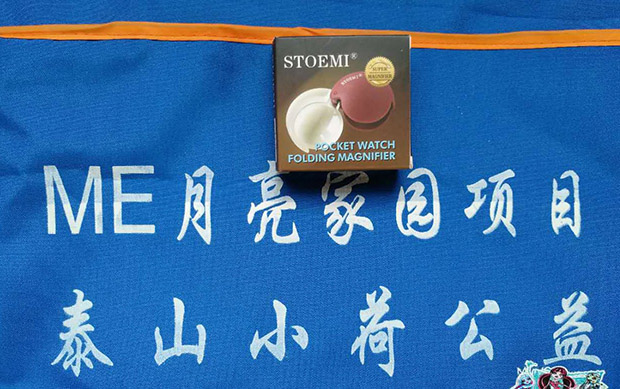 STOEMI®
SUPER
MAGNIFIER
POCKET WATCH
FOLDING MAGNIFIER
ME月亮家园项目
泰山小荷公益